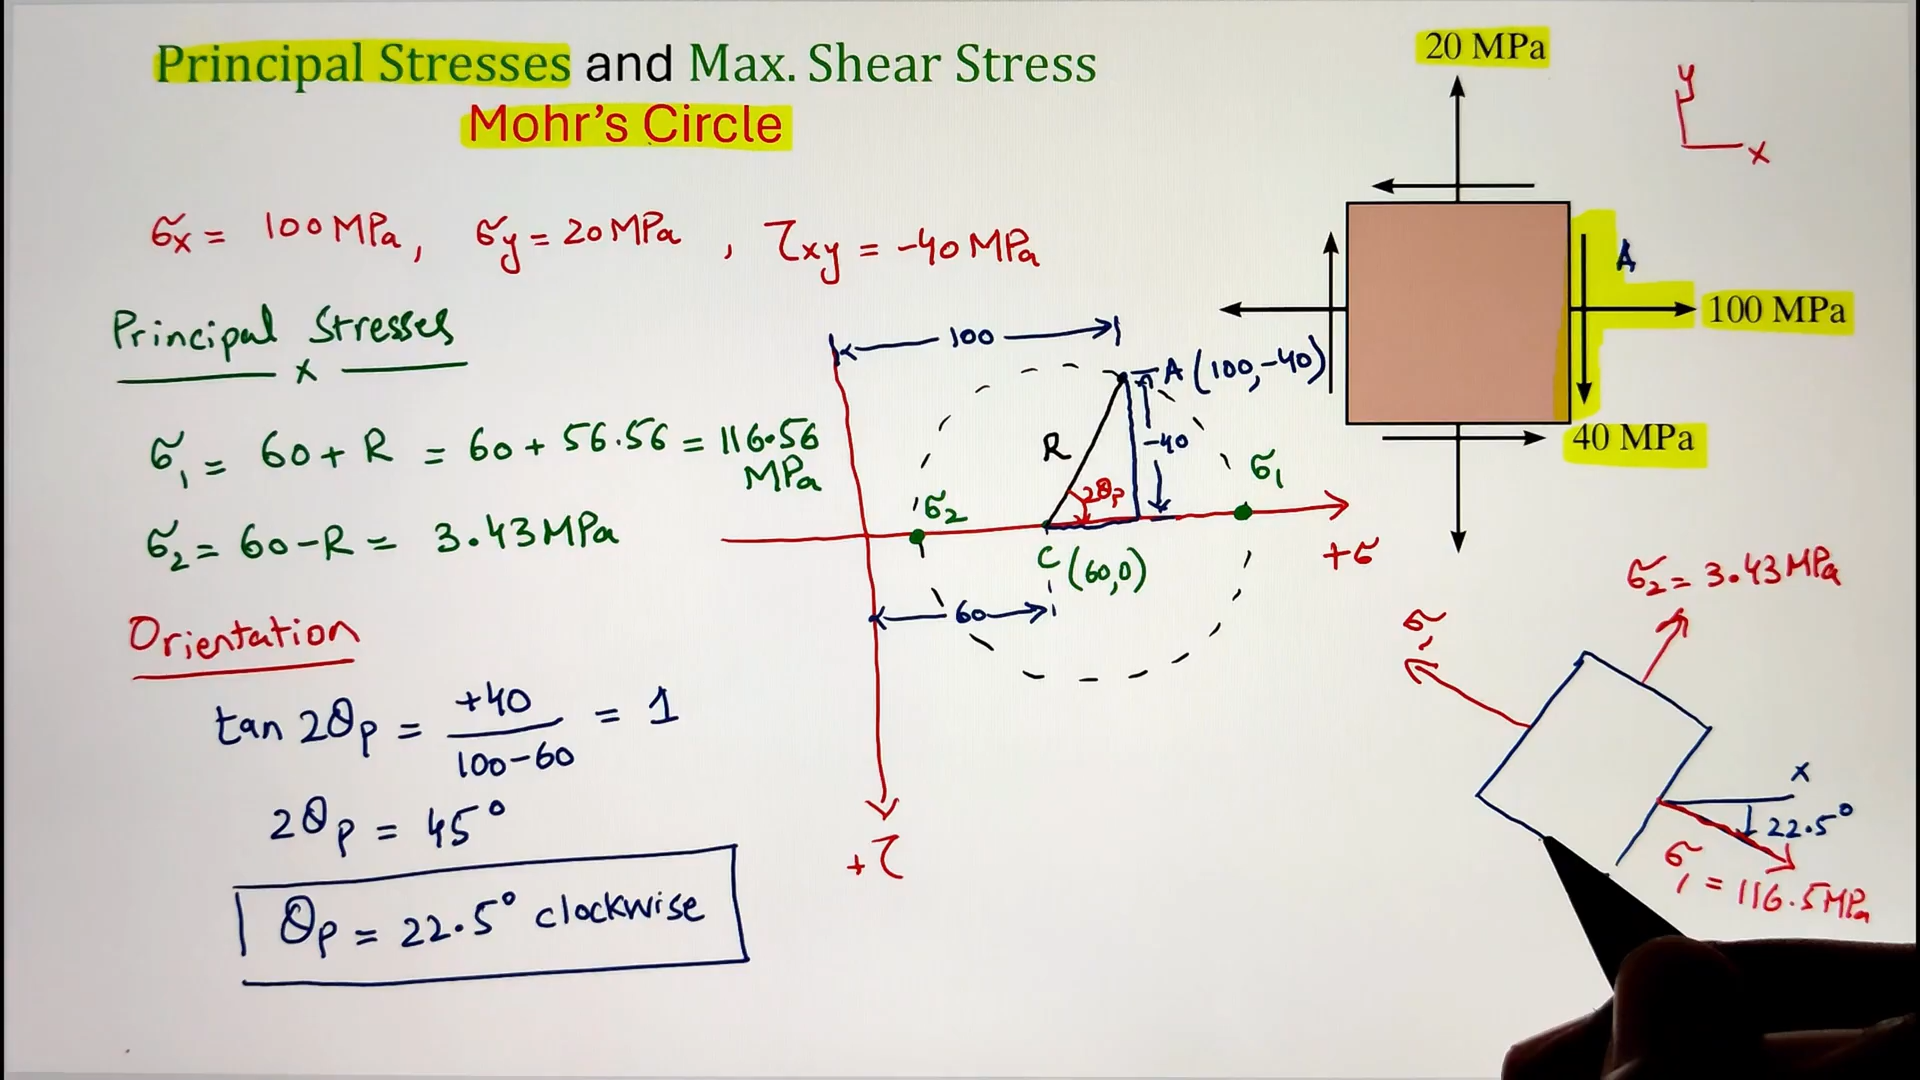 Principal Stresses and Max. Shear Stress
Mohr's Circle
σx = 100 MPa, σy = 20 MPa, τxy = -40 MPa
Principal Stresses
x
σ1 = 60 + R = 60 + 56.56 = 116.56 MPa
σ2 = 60 - R = 3.43 MPa
Orientation
tan 2θp = +40 / 100-60 = 1
2θp = 45°
θp = 22.5° clockwise
100
A (100,-40)
R
-40
2θp
σ1
σ2
C (60,0)
+σ
60
+τ
20 MPa
y
x
A
100 MPa
40 MPa
σ2 = 3.43 MPa
σ1
x
22.5°
σ1 = 116.5 MPa